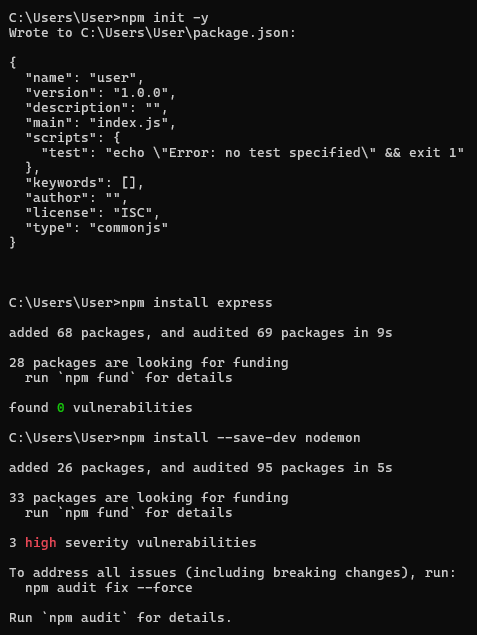 C:\Users\User>npm init -y
Wrote to C:\Users\User\package.json:
{
  "name": "user",
  "version": "1.0.0",
  "description": "",
  "main": "index.js",
  "scripts": {
    "test": "echo \"Error: no test specified\" && exit 1"
  },
  "keywords": [],
  "author": "",
  "license": "ISC",
  "type": "commonjs"
}
C:\Users\User>npm install express
added 68 packages, and audited 69 packages in 9s
28 packages are looking for funding
  run `npm fund` for details
found 0 vulnerabilities
C:\Users\User>npm install --save-dev nodemon
added 26 packages, and audited 95 packages in 5s
33 packages are looking for funding
  run `npm fund` for details
3 high severity vulnerabilities
To address all issues (including breaking changes), run:
  npm audit fix --force
Run `npm audit` for details.